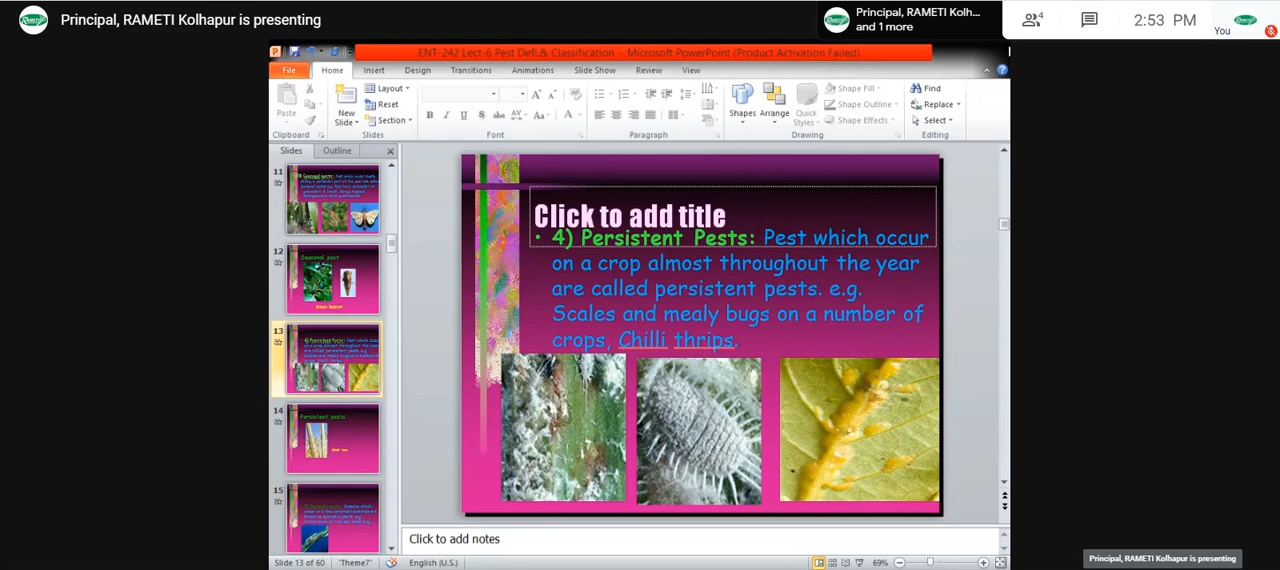 Principal, RAMETI Kolhapur is presenting
Principal, RAMETI Kolh...
and 1 more
4
2:53 PM
You
ENT-242 Lect-6 Pest Defi.& Classification - Microsoft PowerPoint (Product Activation Failed)
File Home Insert Design Transitions Animations Slide Show Review View
Paste
New
Slide
Layout
Reset
Section
Shapes
Arrange
Quick
Styles
Shape Fill
Shape Outline
Shape Effects
Find
Replace
Select
Clipboard Slides Font Paragraph Drawing Editing
Slides Outline
11
12
Seasonal pest
13
14
Persistent pests
15
Click to add title
• 4) Persistent Pests: Pest which occur
on a crop almost throughout the year
are called persistent pests. e.g.
Scales and mealy bugs on a number of
crops, Chilli thrips.
Click to add notes
Slide 13 of 60 "Theme7" English (U.S.) 69%
Principal, RAMETI Kolhapur is presenting